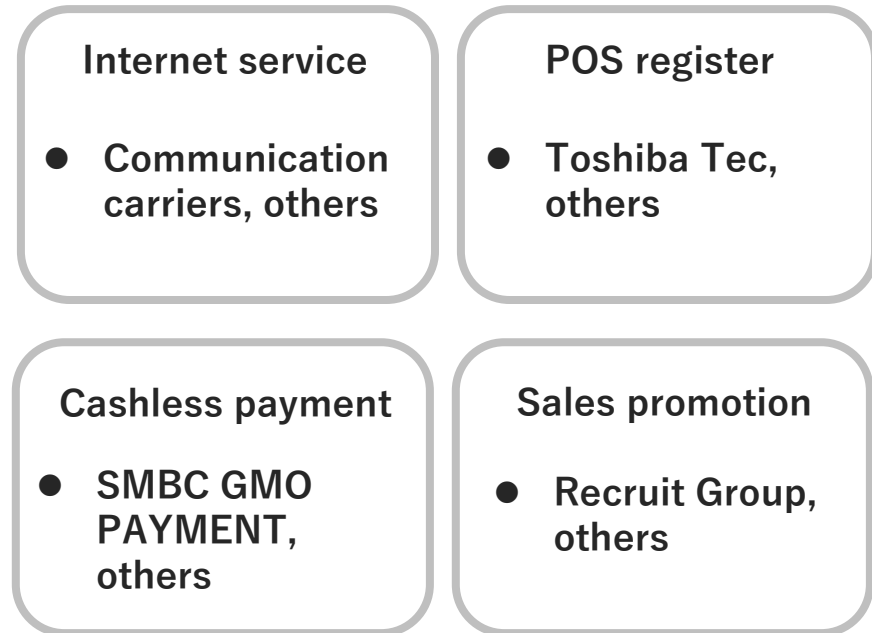 Internet service
● Communication
carriers, others
POS register
● Toshiba Tec,
others
Cashless payment
● SMBC GMO
PAYMENT,
others
Sales promotion
● Recruit Group,
others